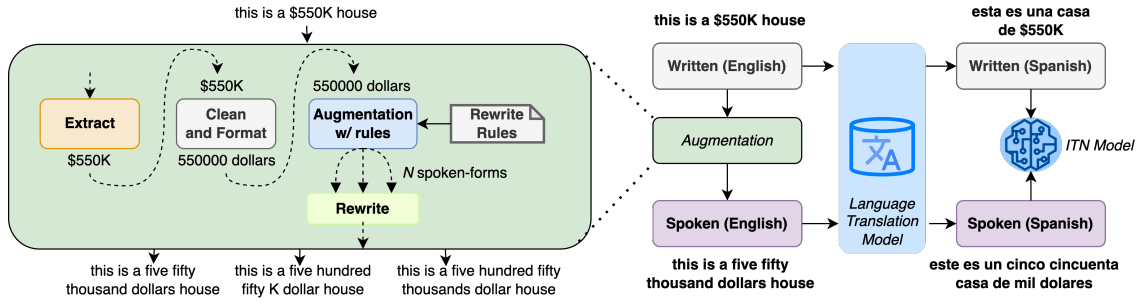 this is a $550K house
$550K
550000 dollars
Extract
Clean
and Format
Augmentation
w/ rules
Rewrite
Rules
$550K
550000 dollars
N spoken-forms
Rewrite
this is a five fifty
thousand dollars house
this is a five hundred
fifty K dollar house
this is a five hundred fifty
thousands dollar house
this is a $550K house
Written (English)
Augmentation
Spoken (English)
this is a five fifty
thousand dollars house
Language
Translation
Model
esta es una casa
de $550K
Written (Spanish)
ITN Model
Spoken (Spanish)
este es un cinco cincuenta
casa de mil dolares